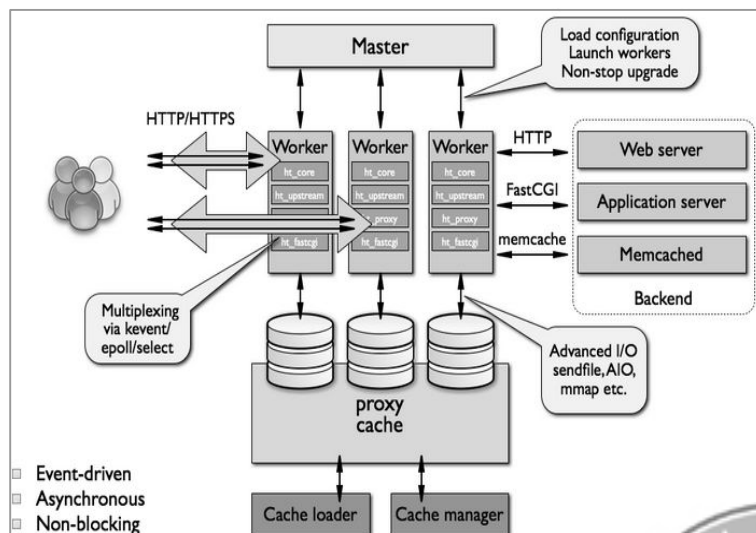 Master
Load configuration
Launch workers
Non-stop upgrade
HTTP/HTTPS
Worker
ht_core
ht_upstream
ht_fastcgi
Worker
ht_core
ht_upstream
ht_proxy
ht_fastcgi
Worker
ht_core
ht_upstream
ht_proxy
ht_fastcgi
HTTP
FastCGI
memcache
Web server
Application server
Memcached
Backend
Multiplexing
via kevent/
epoll/select
Advanced I/O
sendfile, AIO,
mmap etc.
proxy
cache
Event-driven
Asynchronous
Non-blocking
Cache loader
Cache manager